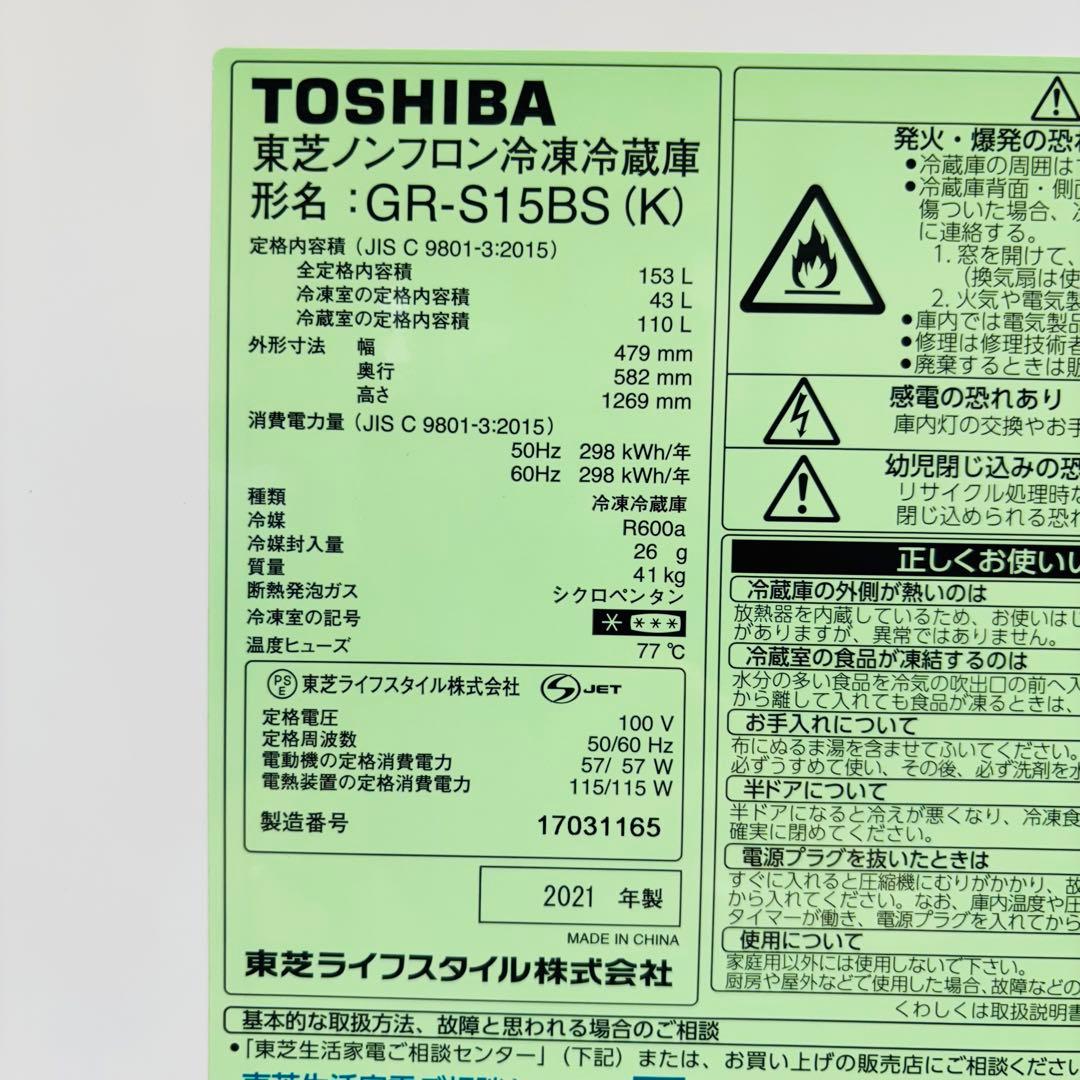 TOSHIBA
東芝ノンフロン冷凍冷蔵庫
形名：GR-S15BS (K)
定格内容積 (JIS C 9801-3:2015)
全定格内容積 153 L
冷凍室の定格内容積 43 L
冷蔵室の定格内容積 110 L
外形寸法 幅 479 mm
奥行 582 mm
高さ 1269 mm
消費電力量 (JIS C 9801-3:2015)
50Hz 298 kWh/年
60Hz 298 kWh/年
種類 冷凍冷蔵庫
冷媒 R600a
冷媒封入量 26 g
質量 41 kg
断熱発泡ガス シクロペンタン
冷凍室の記号 * ***
温度ヒューズ 77 ℃
PSE 東芝ライフスタイル株式会社 S JET
定格電圧 100 V
定格周波数 50/60 Hz
電動機の定格消費電力 57/ 57 W
電熱装置の定格消費電力 115/115 W
製造番号 17031165
2021 年製
MADE IN CHINA
東芝ライフスタイル株式会社
発火・爆発の恐
●冷蔵庫の周囲は
●冷蔵庫背面・側
傷ついた場合、
に連絡する。
1. 窓を開けて、
(換気扇は使
2. 火気や電気製
●庫内では電気製品
●修理は修理技術者
●廃棄するときは販
感電の恐れあり
庫内灯の交換やお手
幼児閉じ込みの恐
リサイクル処理時
閉じ込められる恐れ
正しくお使い
冷蔵庫の外側が熱いのは
放熱器を内蔵しているため、お使いはじ
がありますが、異常ではありません。
冷蔵室の食品が凍結するのは
水分の多い食品を冷気の吹出口の前へ入
から離して入れても食品が凍るときは、
お手入れについて
布にぬるま湯を含ませてふいてください。
必ずうすめて使い、その後、必ず洗剤を水
半ドアについて
半ドアになると冷えが悪くなり、冷凍食
確実に閉めてください。
電源プラグを抜いたときは
すぐに入れると圧縮機にむりがかかり、故
から入れてください。なお、庫内温度や圧
タイマーが働き、電源プラグを入れてから
使用について
家庭用以外には使用しないで下さい。
厨房や屋外などで使用した場合、故障などの
くわしくは取扱説明書
基本的な取扱方法、故障と思われる場合のご相談
●「東芝生活家電ご相談センター」(下記) または、お買い上げの販売店にご相談ください